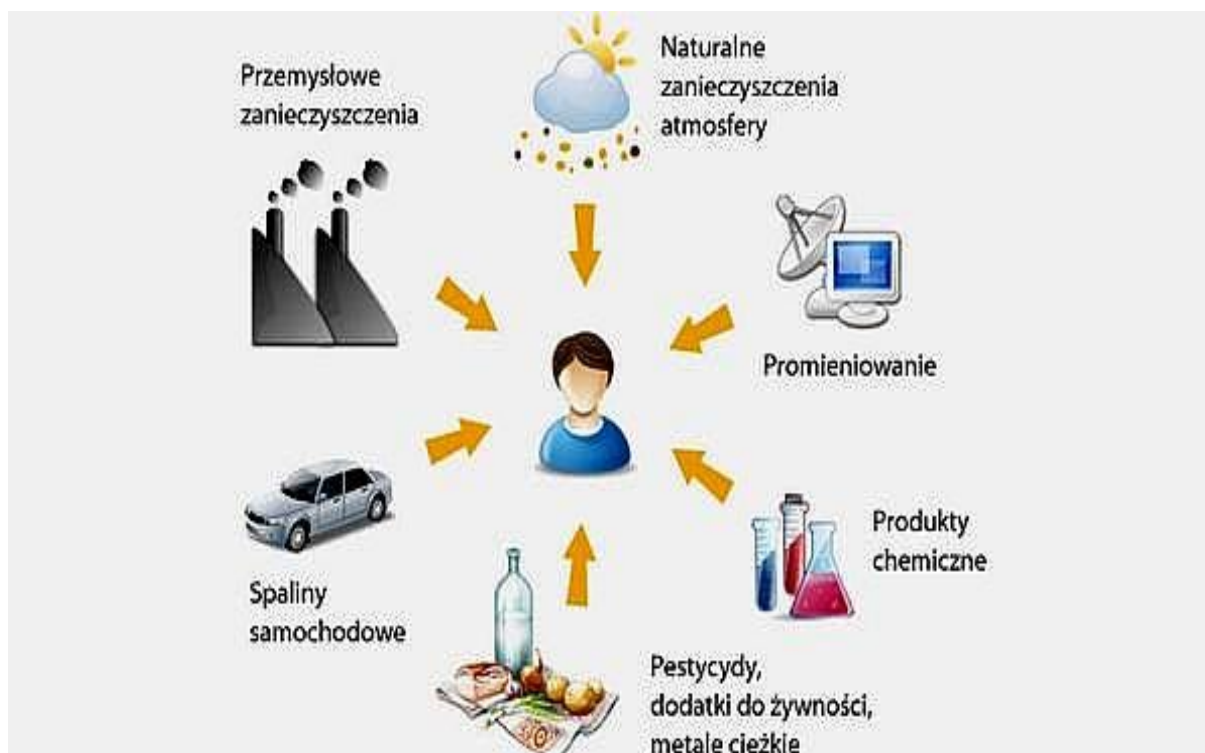 Przemysłowe
zanieczyszczenia
Naturalne
zanieczyszczenia
atmosfery
Promieniowanie
Spaliny
samochodowe
Produkty
chemiczne
Pestycydy,
dodatki do żywności,
metale ciężkie